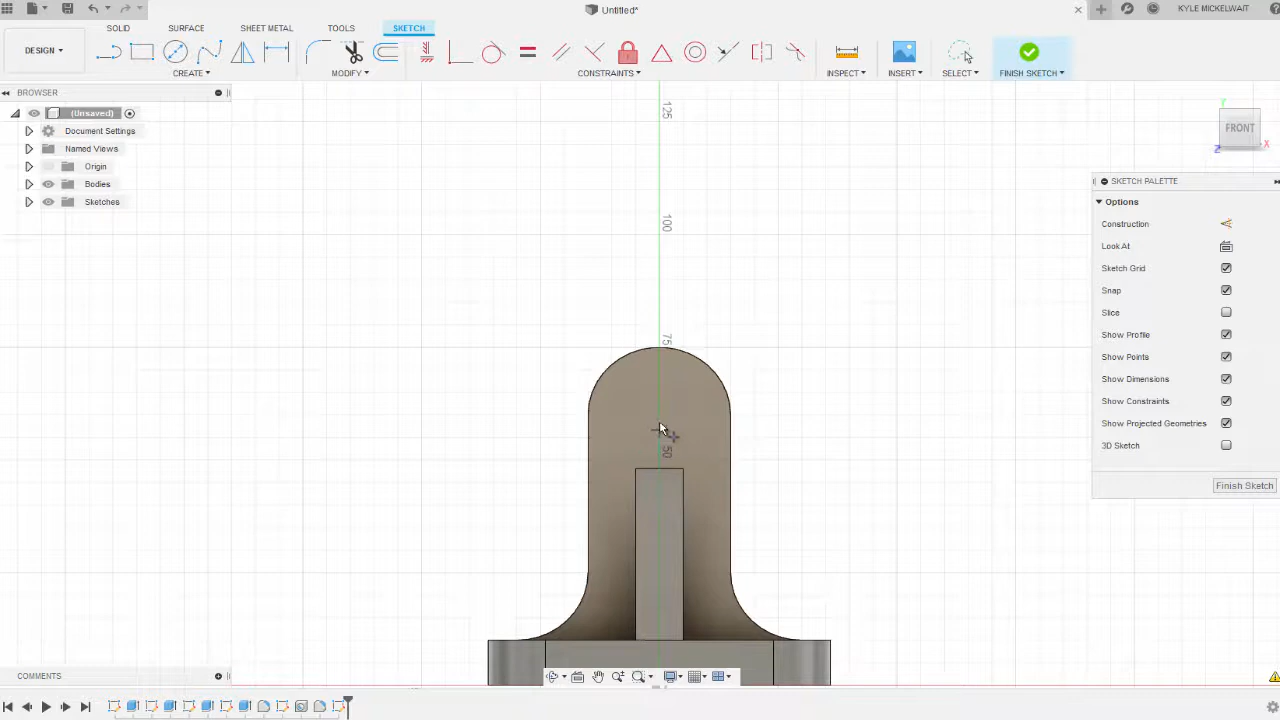 Untitled*
KYLE MICKELWAIT
DESIGN
SOLID
SURFACE
SHEET METAL
TOOLS
SKETCH
CREATE
MODIFY
CONSTRAINTS
INSPECT
INSERT
SELECT
FINISH SKETCH
BROWSER
(Unsaved)
Document Settings
Named Views
Origin
Bodies
Sketches
125
100
75
50
FRONT
Y
Z
X
SKETCH PALETTE
Options
Construction
Look At
Sketch Grid
Snap
Slice
Show Profile
Show Points
Show Dimensions
Show Constraints
Show Projected Geometries
3D Sketch
Finish Sketch
COMMENTS